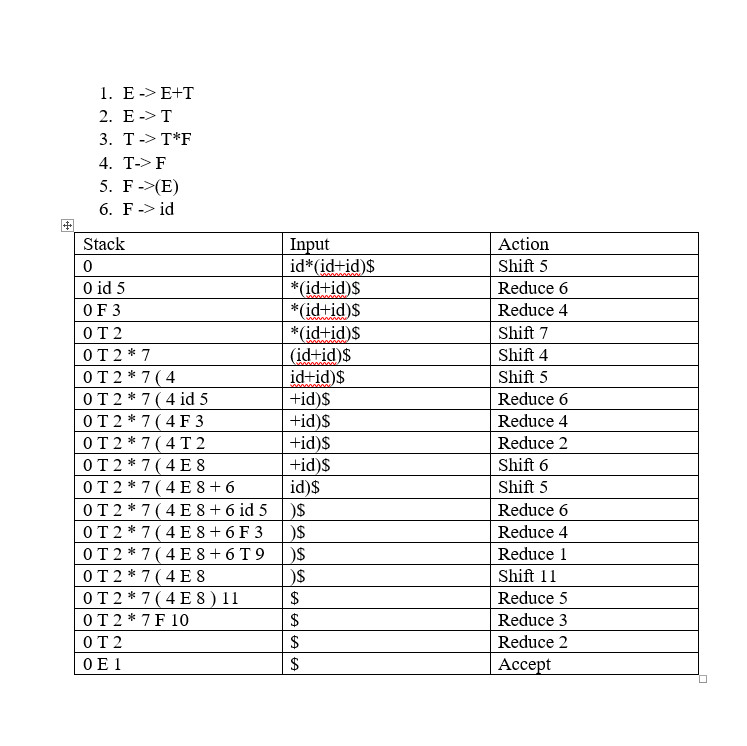 1. E -> E+T
2. E -> T
3. T -> T*F
4. T-> F
5. F ->(E)
6. F -> id
Stack Input Action
0 id*(id+id)$ Shift 5
0 id 5 *(id+id)$ Reduce 6
0 F 3 *(id+id)$ Reduce 4
0 T 2 *(id+id)$ Shift 7
0 T 2 * 7 (id+id)$ Shift 4
0 T 2 * 7 ( 4 id+id)$ Shift 5
0 T 2 * 7 ( 4 id 5 +id)$ Reduce 6
0 T 2 * 7 ( 4 F 3 +id)$ Reduce 4
0 T 2 * 7 ( 4 T 2 +id)$ Reduce 2
0 T 2 * 7 ( 4 E 8 +id)$ Shift 6
0 T 2 * 7 ( 4 E 8 + 6 id)$ Shift 5
0 T 2 * 7 ( 4 E 8 + 6 id 5 )$ Reduce 6
0 T 2 * 7 ( 4 E 8 + 6 F 3 )$ Reduce 4
0 T 2 * 7 ( 4 E 8 + 6 T 9 )$ Reduce 1
0 T 2 * 7 ( 4 E 8 )$ Shift 11
0 T 2 * 7 ( 4 E 8 ) 11 $ Reduce 5
0 T 2 * 7 F 10 $ Reduce 3
0 T 2 $ Reduce 2
0 E 1 $ Accept